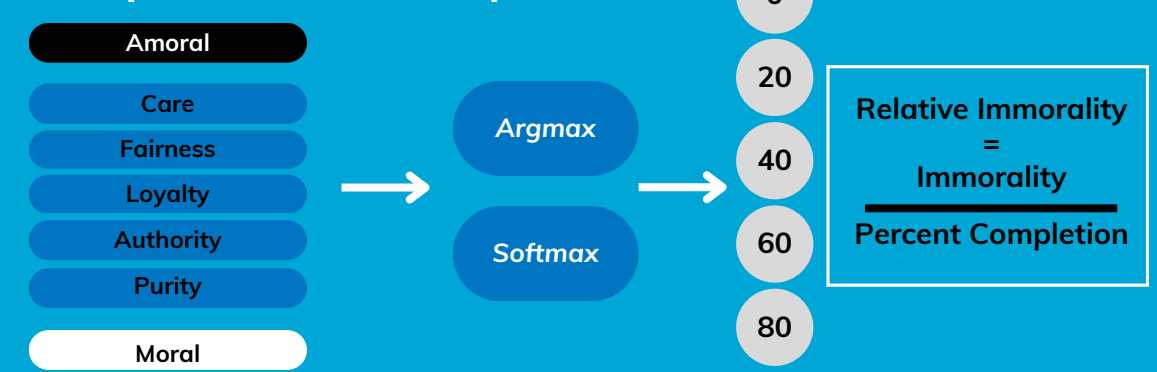 Amoral
Care
Fairness
Loyalty
Authority
Purity
Moral
Argmax
Softmax
20
40
60
80
Relative Immorality
=
Immorality
Percent Completion